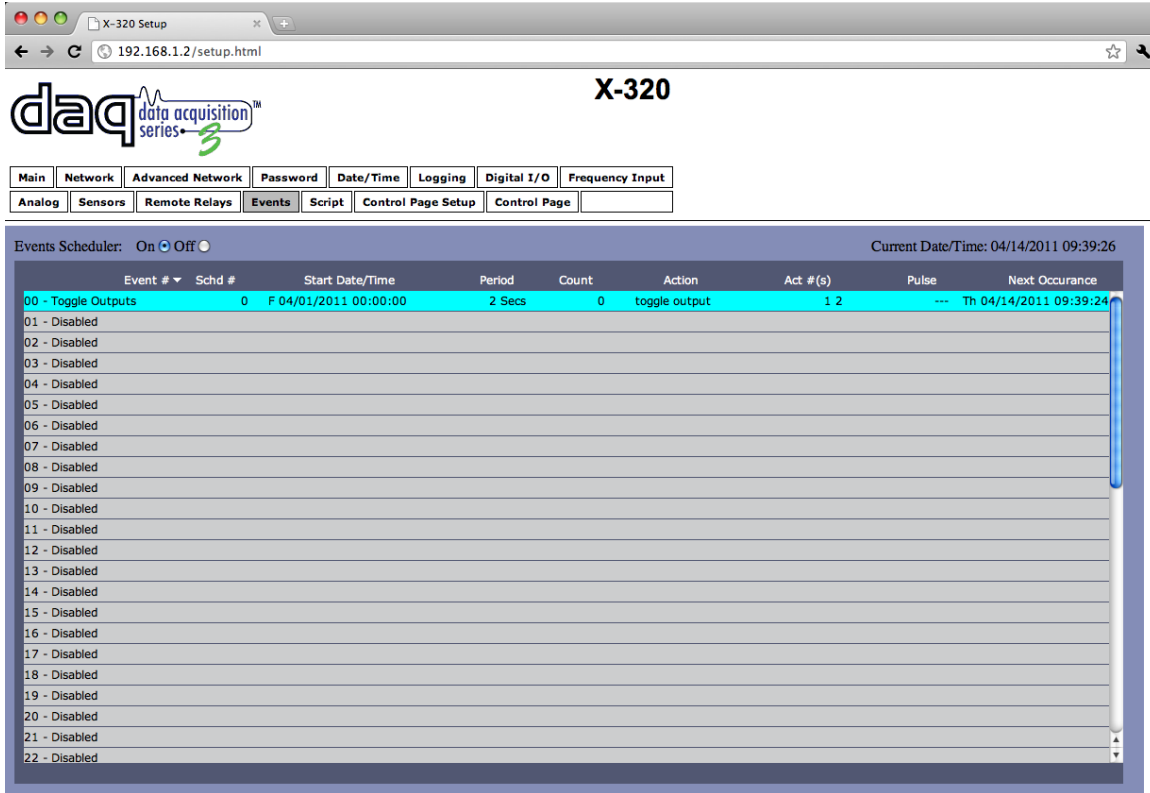 X-320 Setup
192.168.1.2/setup.html
daq data acquisition series 3 TM
X-320
Main Network Advanced Network Password Date/Time Logging Digital I/O Frequency Input
Analog Sensors Remote Relays Events Script Control Page Setup Control Page
Events Scheduler: On Off Current Date/Time: 04/14/2011 09:39:26
Event # Schd # Start Date/Time Period Count Action Act #(s) Pulse Next Occurance
00 - Toggle Outputs 0 F 04/01/2011 00:00:00 2 Secs 0 toggle output 1 2 --- Th 04/14/2011 09:39:24
01 - Disabled
02 - Disabled
03 - Disabled
04 - Disabled
05 - Disabled
06 - Disabled
07 - Disabled
08 - Disabled
09 - Disabled
10 - Disabled
11 - Disabled
12 - Disabled
13 - Disabled
14 - Disabled
15 - Disabled
16 - Disabled
17 - Disabled
18 - Disabled
19 - Disabled
20 - Disabled
21 - Disabled
22 - Disabled